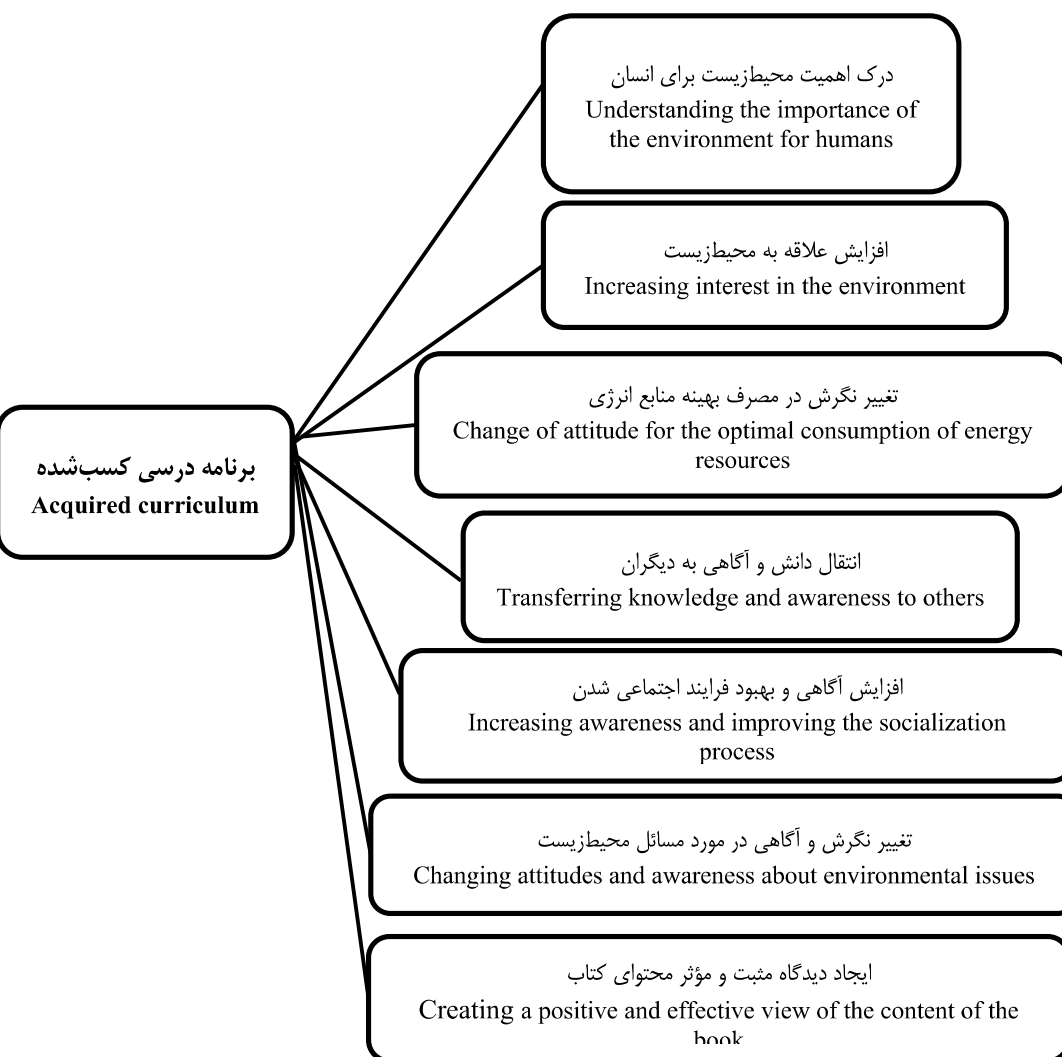 درک اهمیت محیط‌زیست برای انسان
Understanding the importance of
the environment for humans
افزایش علاقه به محیط‌زیست
Increasing interest in the environment
تغییر نگرش در مصرف بهینه منابع انرژی
Change of attitude for the optimal consumption of energy
resources
برنامه درسی کسب‌شده
Acquired curriculum
انتقال دانش و آگاهی به دیگران
Transferring knowledge and awareness to others
افزایش آگاهی و بهبود فرایند اجتماعی شدن
Increasing awareness and improving the socialization
process
تغییر نگرش و آگاهی در مورد مسائل محیط‌زیست
Changing attitudes and awareness about environmental issues
ایجاد دیدگاه مثبت و مؤثر محتوای کتاب
Creating a positive and effective view of the content of the
book